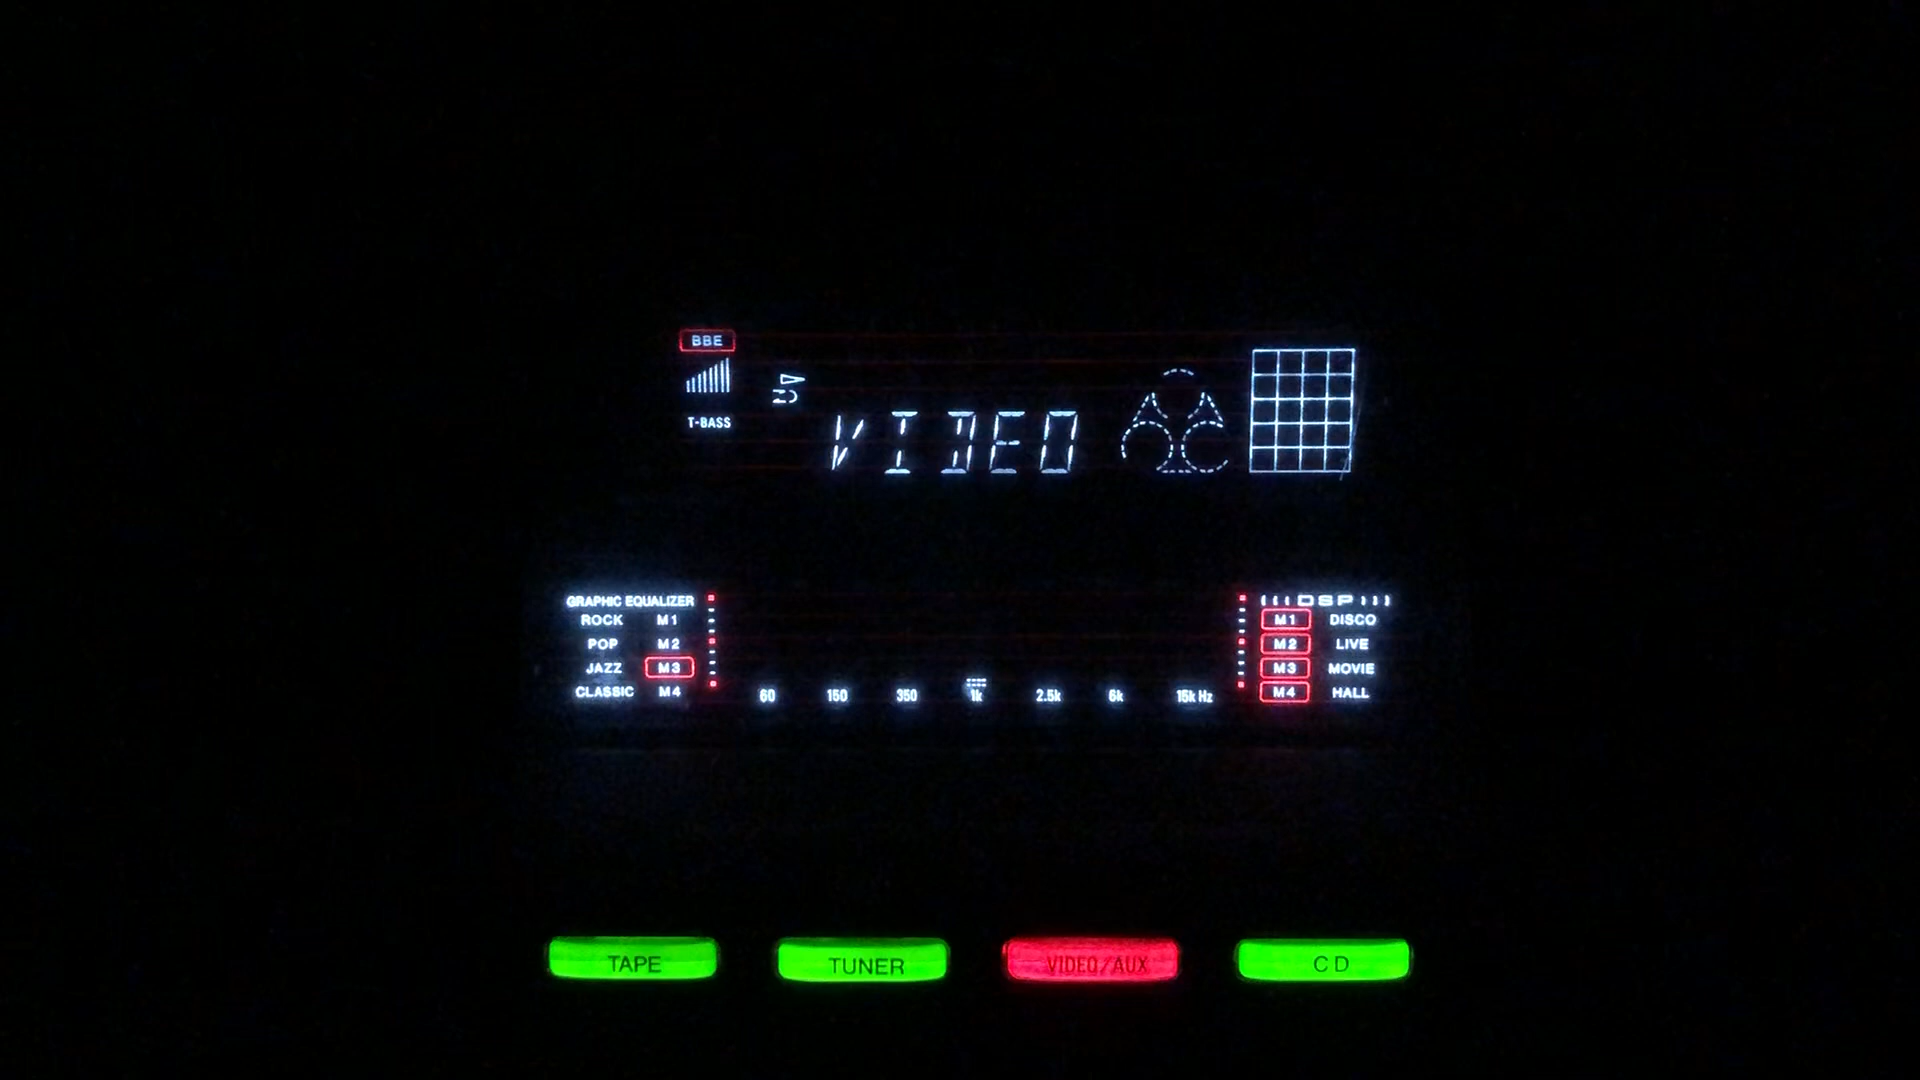 BBE
T-BASS
VIDEO
GRAPHIC EQUALIZER
ROCK M1
POP M2
JAZZ M3
CLASSIC M4
60 150 350 1k 2.5k 6k 15k Hz
DSP
M1 DISCO
M2 LIVE
M3 MOVIE
M4 HALL
TAPE TUNER VIDEO/AUX CD